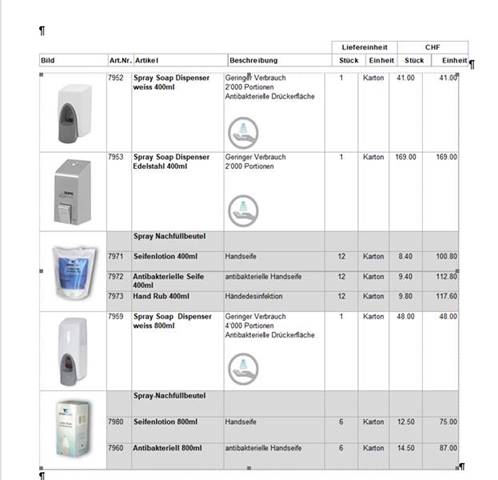 ¶
Liefereinheit CHF
Bild Art.Nr. Artikel Beschreibung Stück Einheit Stück Einheit
¶
7952 Spray Soap Dispenser Geringer Verbrauch 1 Karton 41.00 41.00
weiss 400ml 2'000 Portionen
Antibakterielle Drückerfläche
7953 Spray Soap Dispenser Geringer Verbrauch 1 Karton 169.00 169.00
Edelstahl 400ml 2'000 Portionen
Spray Nachfüllbeutel
7971 Seifenlotion 400ml Handseife 12 Karton 8.40 100.80
7972 Antibakterielle Seife antibakterielle Handseife 12 Karton 9.40 112.80
400ml
7973 Hand Rub 400ml Händedesinfektion 12 Karton 9.80 117.60
7959 Spray Soap Dispenser Geringer Verbrauch 1 Karton 48.00 48.00
weiss 800ml 4'000 Portionen
Antibakterielle Drückerfläche
Spray-Nachfüllbeutel
7980 Seifenlotion 800ml Handseife 6 Karton 12.50 75.00
7960 Antibakteriell 800ml antibakterielle Handseife 6 Karton 14.50 87.00
¶
¶